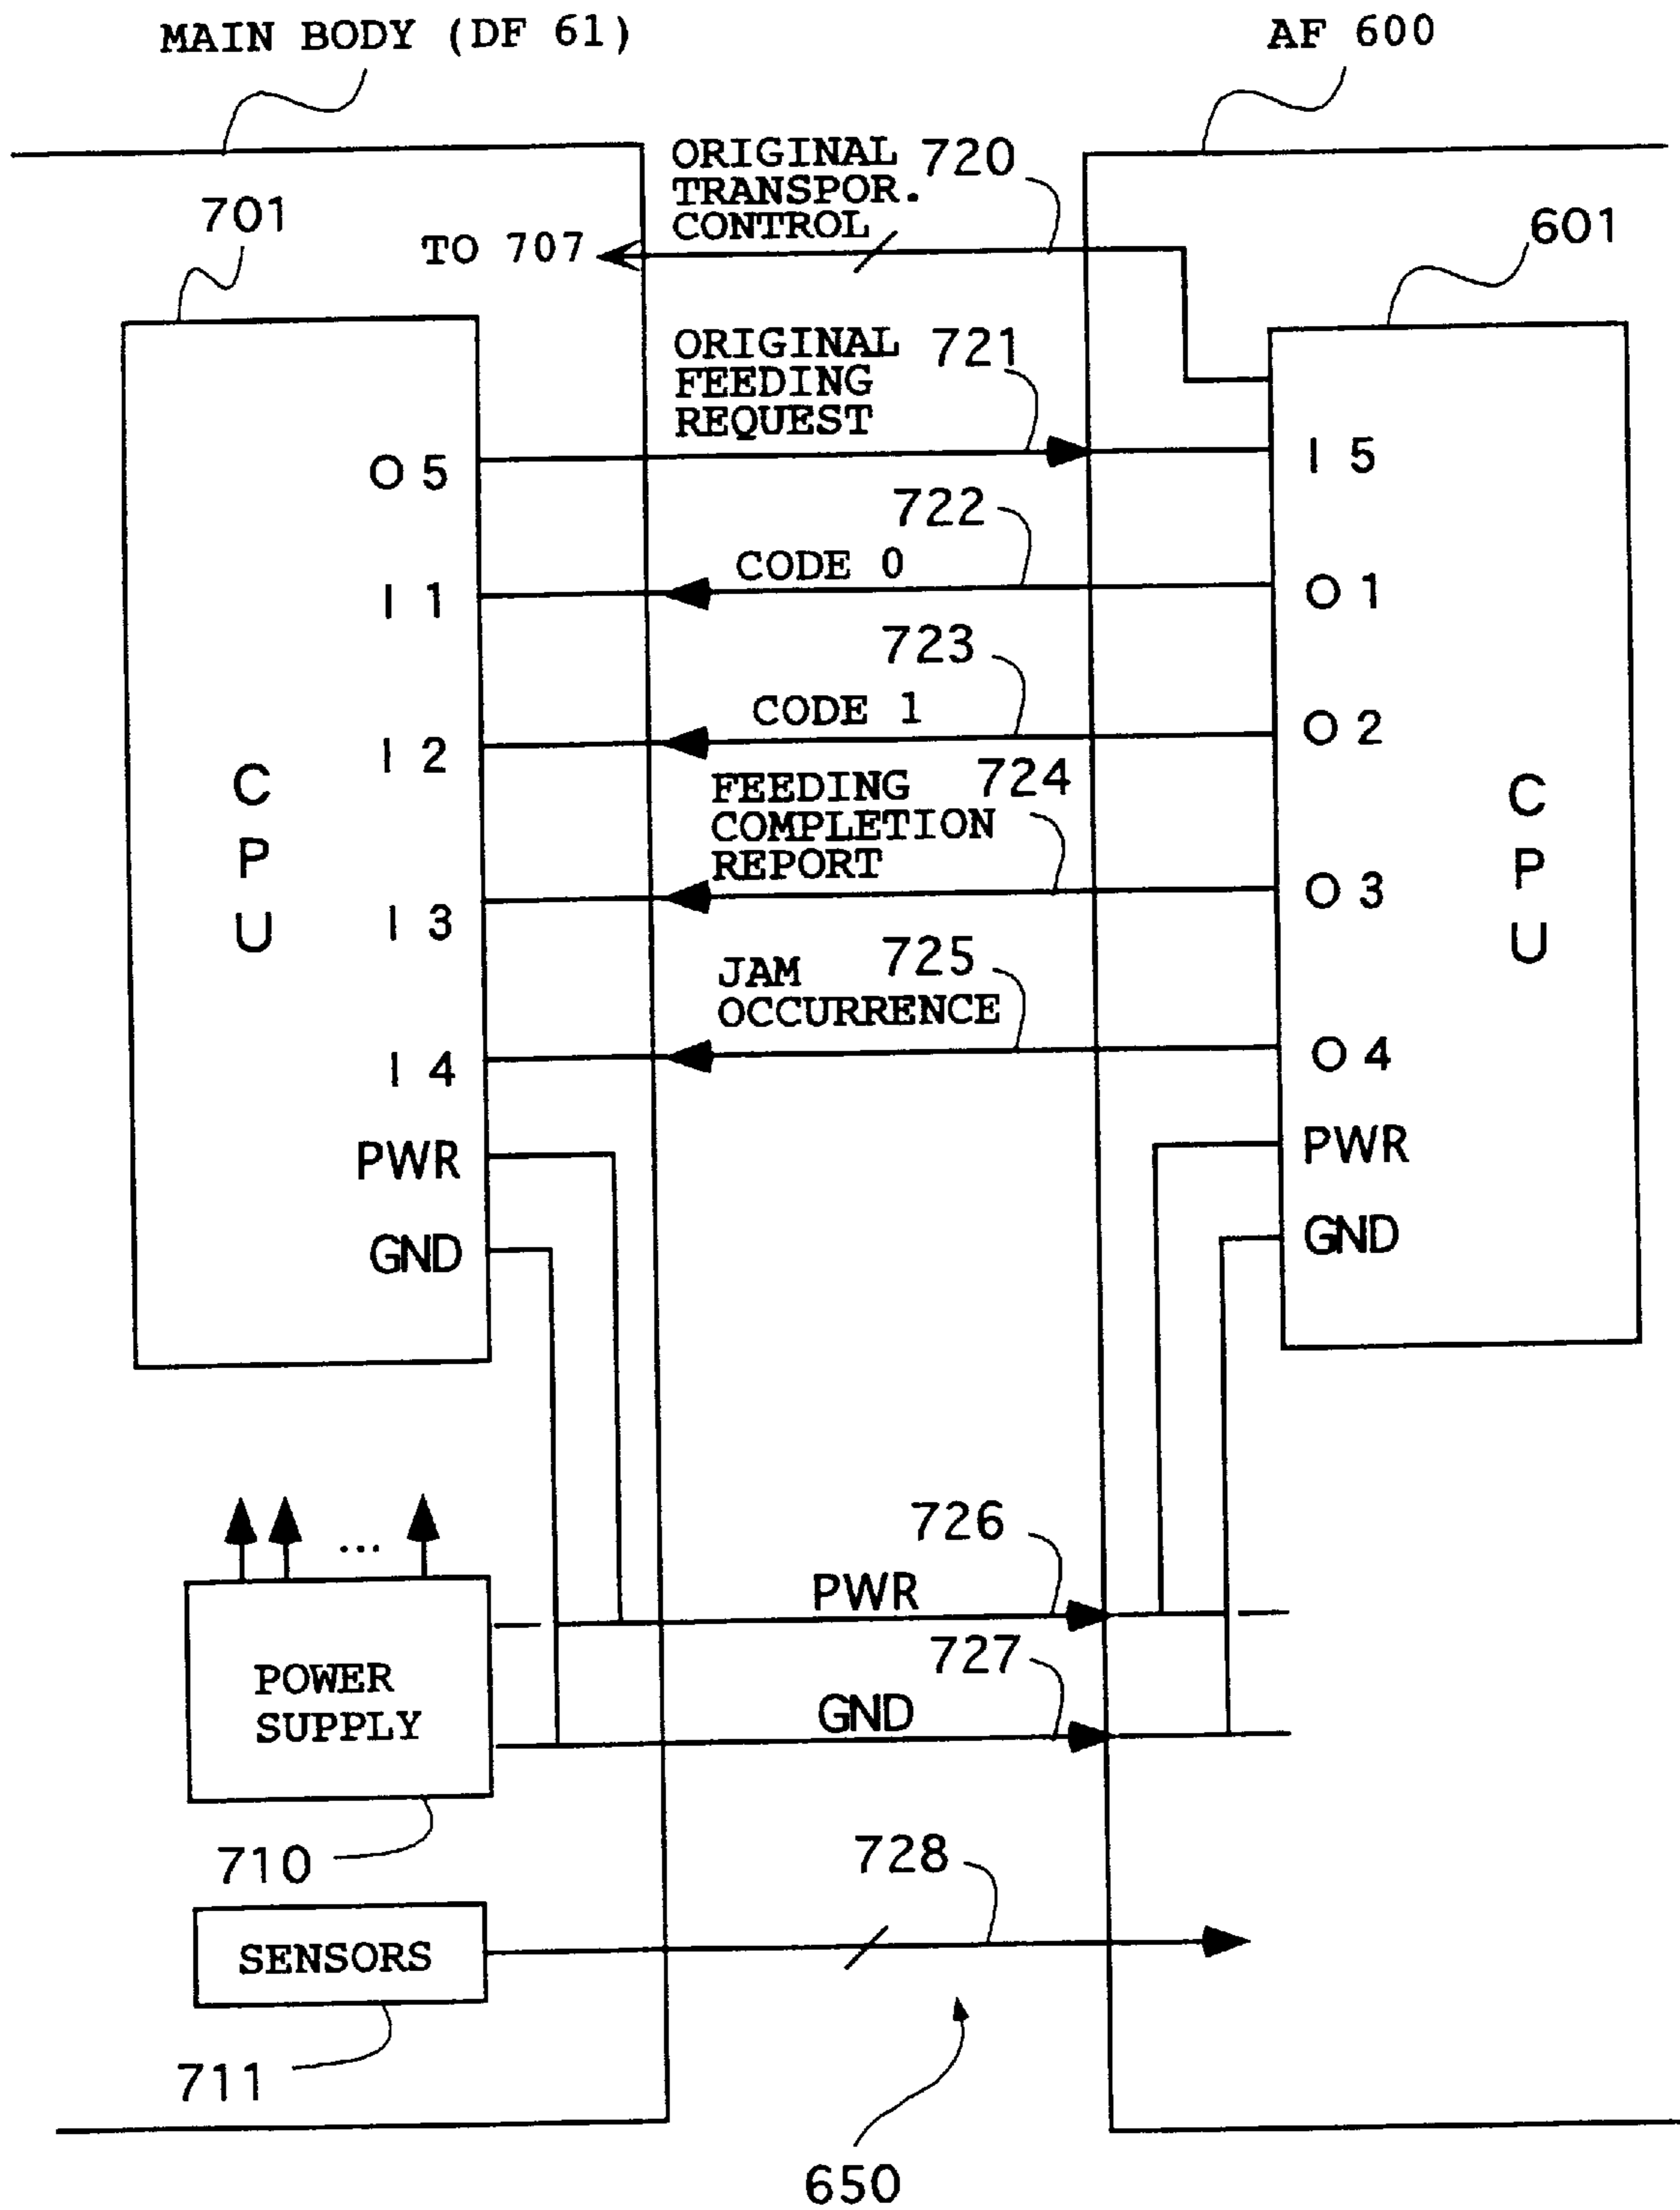 MAIN BODY (DF 61)
AF 600
ORIGINAL 720
TRANSPOR.
CONTROL
701
TO 707
601
ORIGINAL 721
FEEDING
REQUEST
O 5
I 5
722
CODE 0
I 1
O 1
723
CODE 1
I 2
O 2
FEEDING 724
COMPLETION
REPORT
I 3
O 3
CPU
CPU
JAM 725
OCCURRENCE
I 4
O 4
PWR
PWR
GND
GND
726
...
PWR
727
POWER
SUPPLY
GND
710
728
SENSORS
711
650